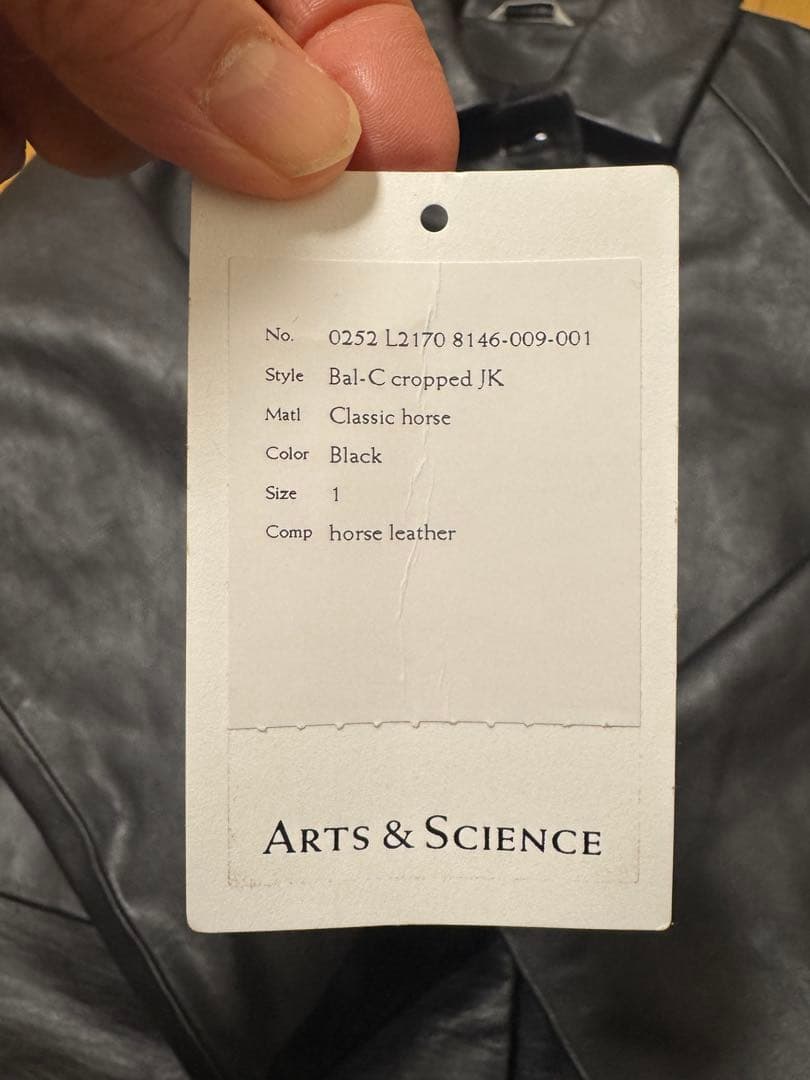 No. 0252 L2170 8146-009-001
Style Bal-C cropped JK
Matl Classic horse
Color Black
Size 1
Comp horse leather
ARTS & SCIENCE